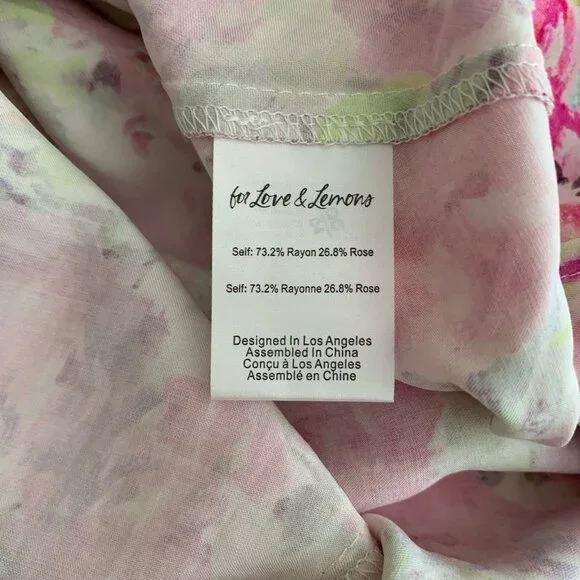 for Love & Lemons
Self: 73.2% Rayon 26.8% Rose
Self: 73.2% Rayonne 26.8% Rose
Designed In Los Angeles
Assembled In China
Conçu à Los Angeles
Assemblé en Chine